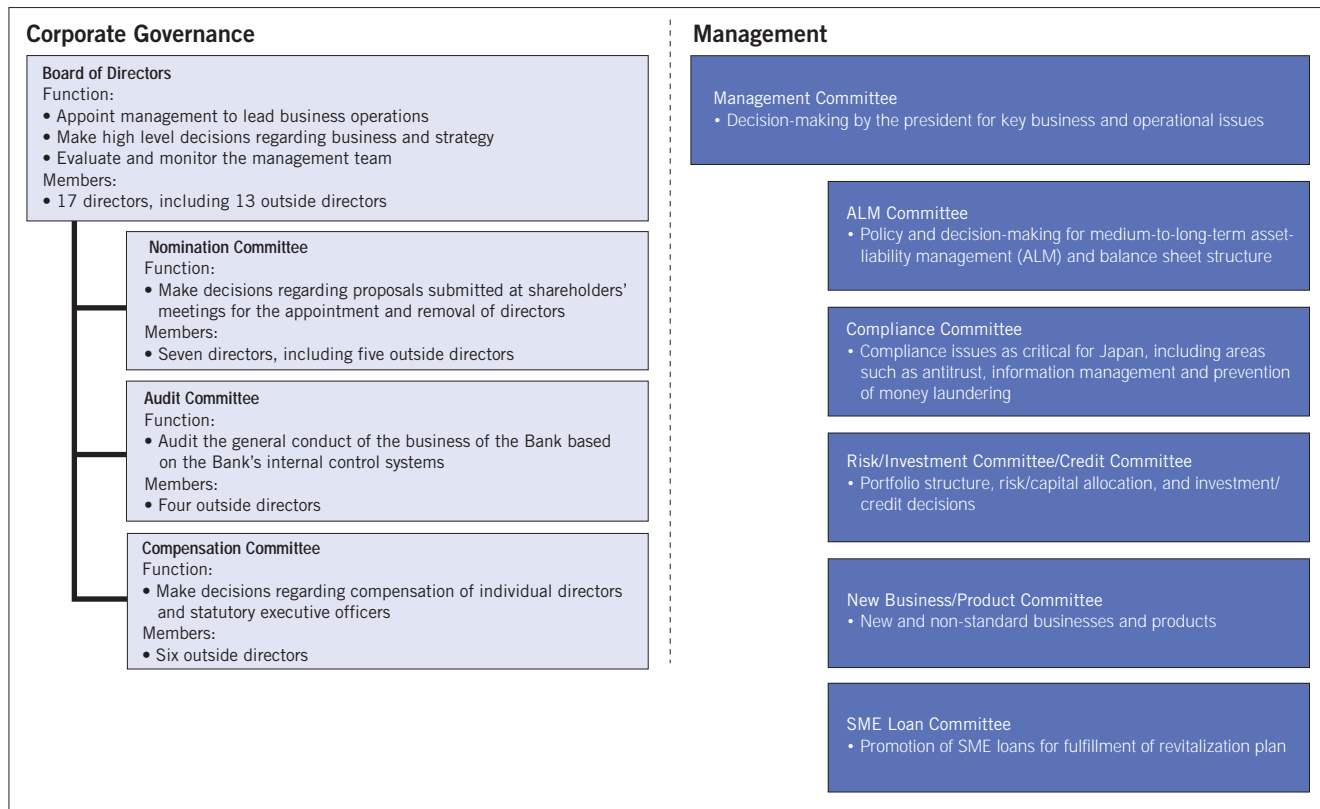 Corporate Governance
Board of Directors
Function:
• Appoint management to lead business operations
• Make high level decisions regarding business and strategy
• Evaluate and monitor the management team
Members:
• 17 directors, including 13 outside directors
Nomination Committee
Function:
• Make decisions regarding proposals submitted at shareholders’
meetings for the appointment and removal of directors
Members:
• Seven directors, including five outside directors
Audit Committee
Function:
• Audit the general conduct of the business of the Bank based
on the Bank’s internal control systems
Members:
• Four outside directors
Compensation Committee
Function:
• Make decisions regarding compensation of individual directors
and statutory executive officers
Members:
• Six outside directors
Management
Management Committee
• Decision-making by the president for key business and operational issues
ALM Committee
• Policy and decision-making for medium-to-long-term asset-
liability management (ALM) and balance sheet structure
Compliance Committee
• Compliance issues as critical for Japan, including areas
such as antitrust, information management and prevention
of money laundering
Risk/Investment Committee/Credit Committee
• Portfolio structure, risk/capital allocation, and investment/
credit decisions
New Business/Product Committee
• New and non-standard businesses and products
SME Loan Committee
• Promotion of SME loans for fulfillment of revitalization plan